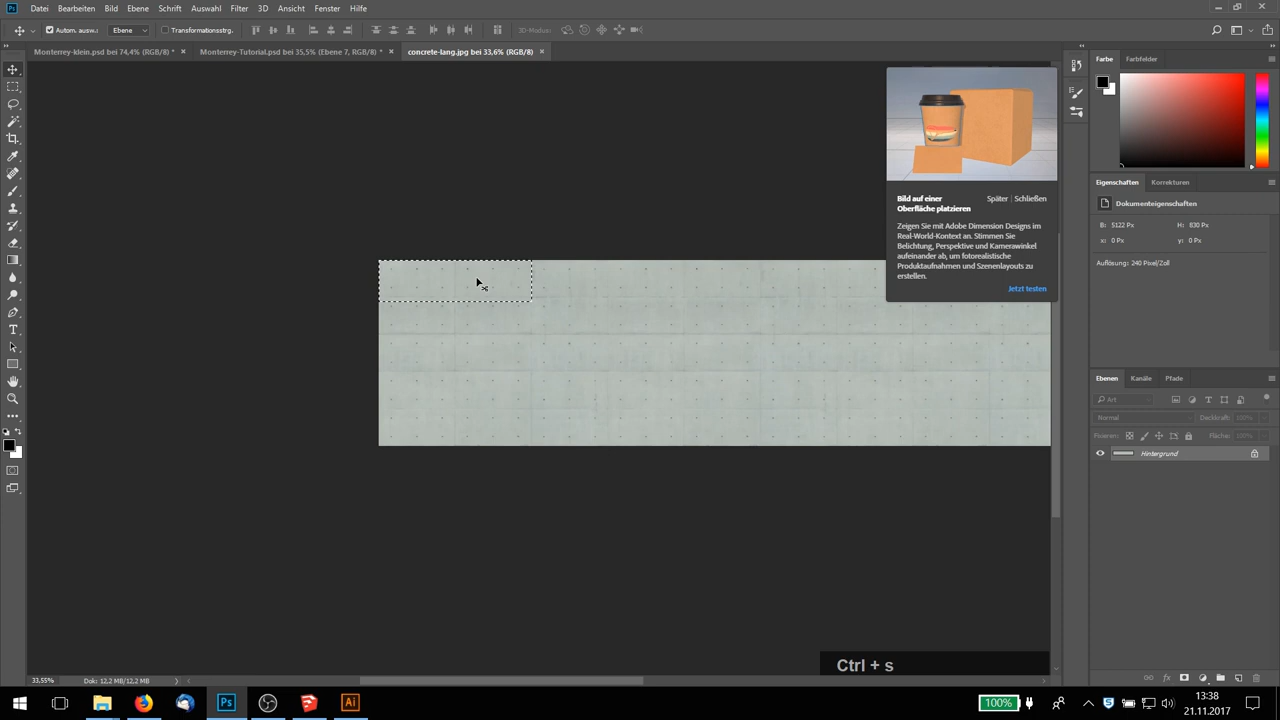 Ps Datei Bearbeiten Bild Ebene Schrift Auswahl Filter 3D Ansicht Fenster Hilfe
Autom. ausw.: Ebene Transformationsstrg. 3D-Modus:
Monterrey-klein.psd bei 74,4% (RGB/8) * × Monterrey-Tutorial.psd bei 35,5% (Ebene 7, RGB/8) * × concrete-lang.jpg bei 33,6% (RGB/8) ×
Farbe Farbfelder
Eigenschaften Korrekturen
Dokumenteigenschaften
B: 5122 Px H: 830 Px
x: 0 Px y: 0 Px
Auflösung: 240 Pixel/Zoll
Bild auf einer
Oberfläche platzieren
Später Schließen
Zeigen Sie mit Adobe Dimension Designs im
Real-World-Kontext an. Stimmen Sie
Belichtung, Perspektive und Kamerawinkel
aufeinander ab, um fotorealistische
Produktaufnahmen und Szenenlayouts zu
erstellen.
Jetzt testen
Ebenen Kanäle Pfade
Art
Normal Deckkraft: 100%
Fixieren: Fläche: 100%
Hintergrund
Ctrl + s
33,55% Dok: 12,2 MB/12,2 MB
Ps Ai 100% 13:38
21.11.2017